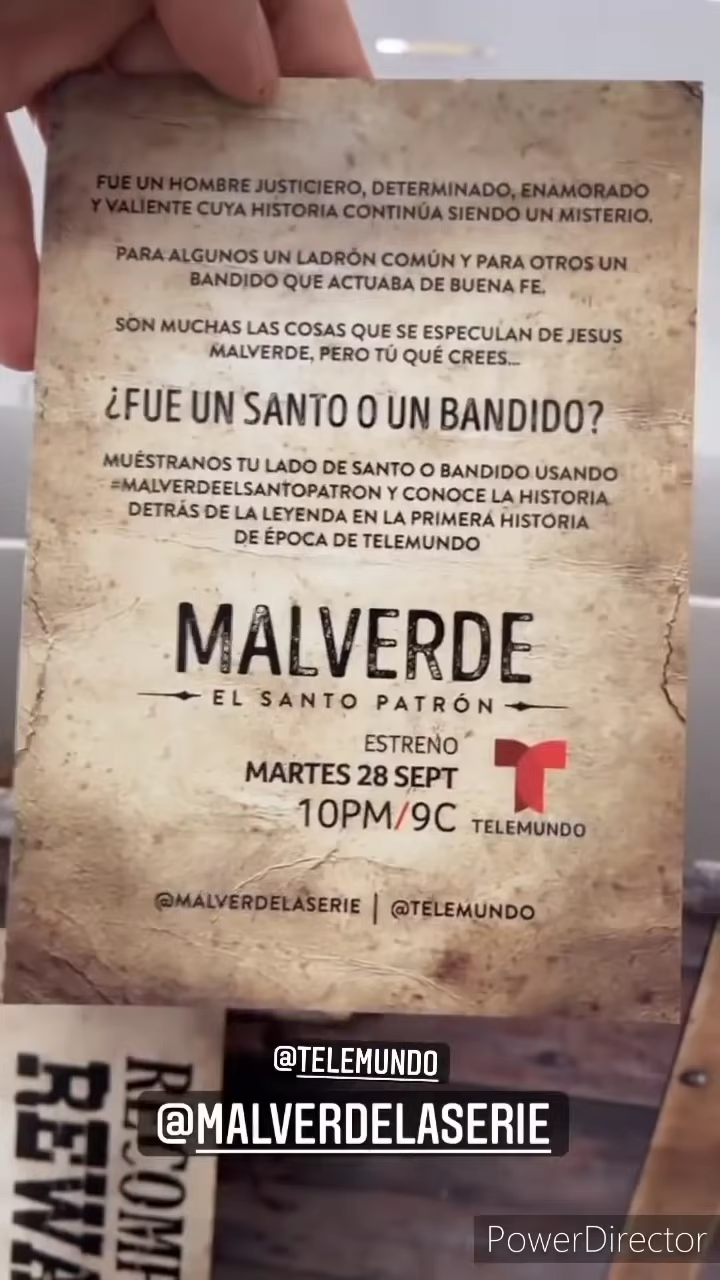 FUE UN HOMBRE JUSTICIERO, DETERMINADO, ENAMORADO
Y VALIENTE CUYA HISTORIA CONTINÚA SIENDO UN MISTERIO.
PARA ALGUNOS UN LADRÓN COMÚN Y PARA OTROS UN
BANDIDO QUE ACTUABA DE BUENA FE.
SON MUCHAS LAS COSAS QUE SE ESPECULAN DE JESUS
MALVERDE, PERO TÚ QUÉ CREES...
¿FUE UN SANTO O UN BANDIDO?
MUÉSTRANOS TU LADO DE SANTO O BANDIDO USANDO
#MALVERDEELSANTOPATRON Y CONOCE LA HISTORIA
DETRÁS DE LA LEYENDA EN LA PRIMERA HISTORIA
DE ÉPOCA DE TELEMUNDO
MALVERDE
EL SANTO PATRÓN
ESTRENO
MARTES 28 SEPT
10PM/9C
TELEMUNDO
@MALVERDELASERIE | @TELEMUNDO
@TELEMUNDO
@MALVERDELASERIE
PowerDirector